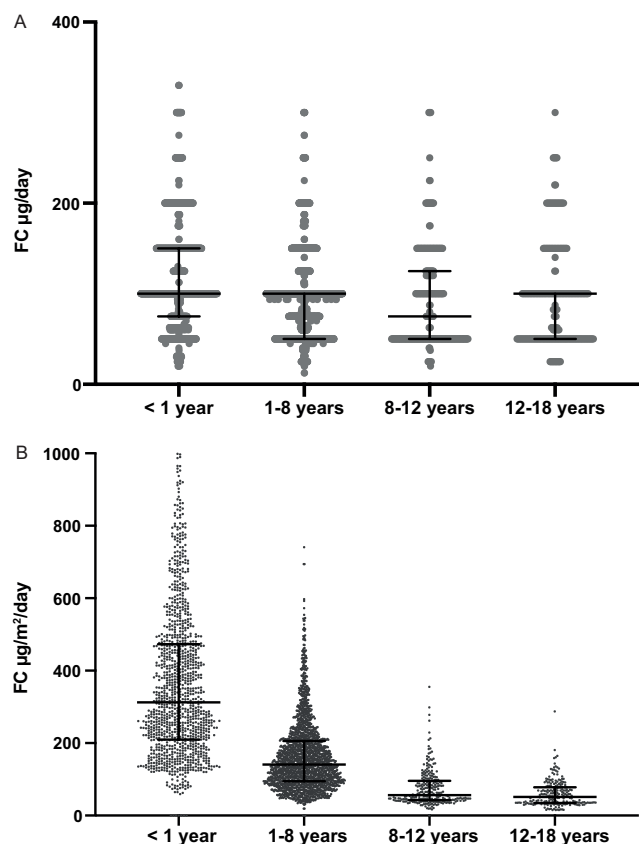 A
400
200
0
FC µg/day
< 1 year 1-8 years 8-12 years 12-18 years
B
1000
800
600
400
200
0
FC µg/m²/day
< 1 year 1-8 years 8-12 years 12-18 years